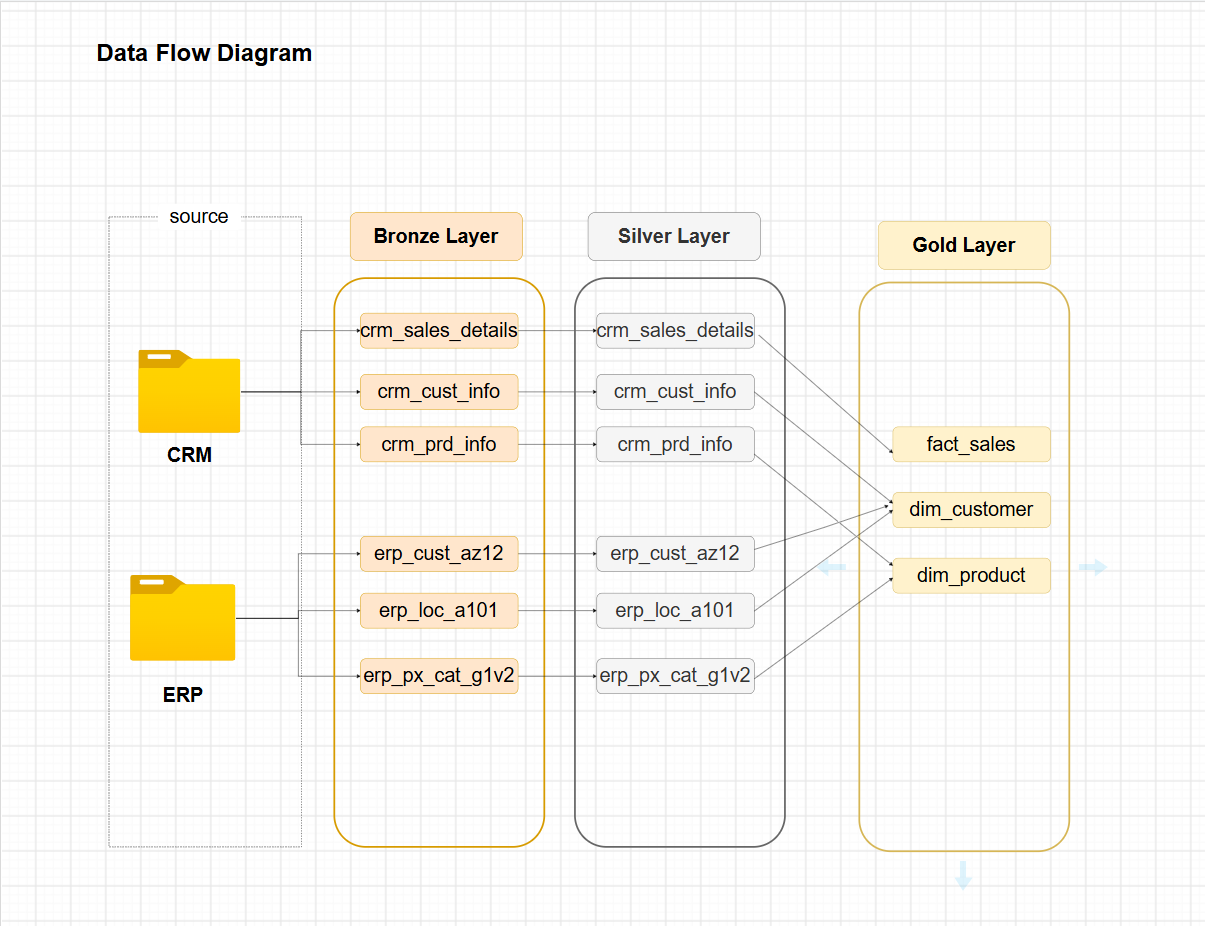 Data Flow Diagram
source
Bronze Layer
Silver Layer
Gold Layer
crm_sales_details
crm_sales_details
crm_cust_info
crm_cust_info
crm_prd_info
crm_prd_info
fact_sales
CRM
dim_customer
erp_cust_az12
erp_cust_az12
dim_product
erp_loc_a101
erp_loc_a101
erp_px_cat_g1v2
erp_px_cat_g1v2
ERP